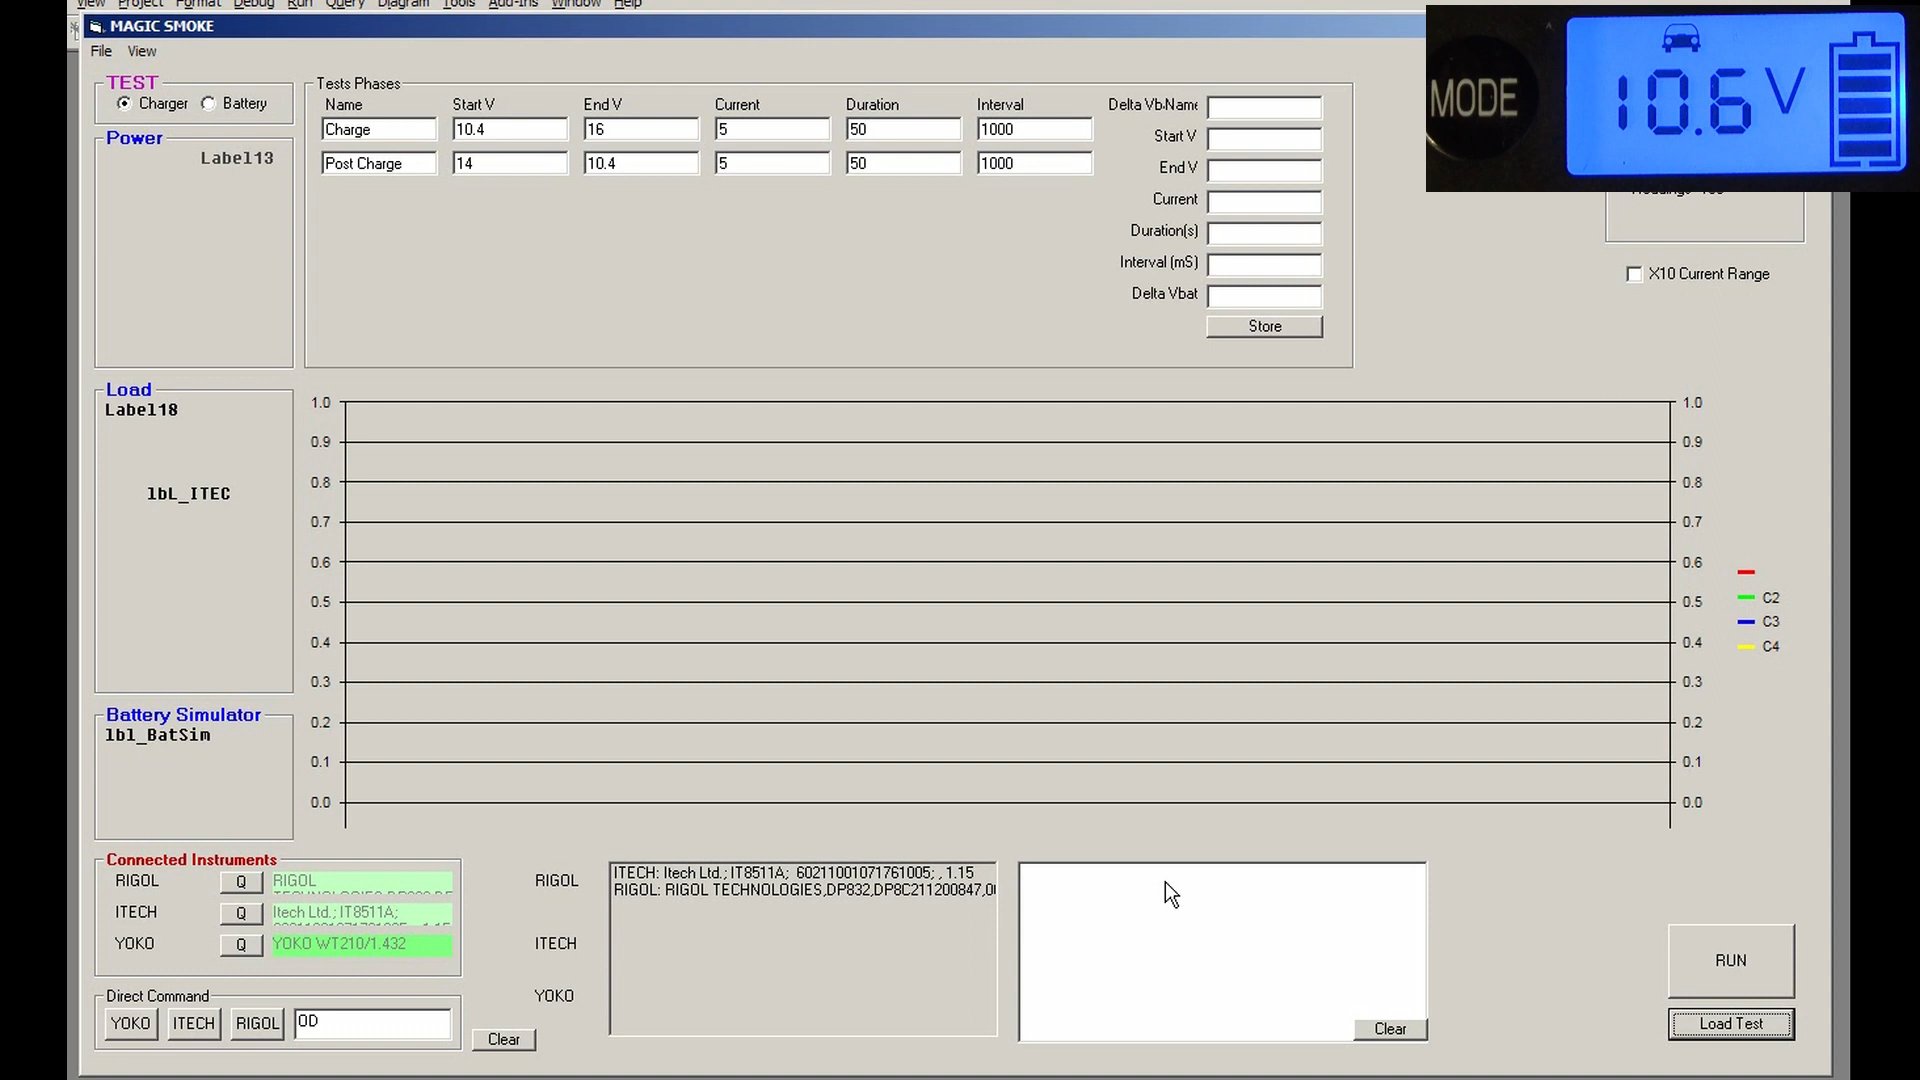 View Project Format Debug Run Query Diagram Tools Add-Ins Window Help
MAGIC SMOKE
File View
MODE
10.6 V
TEST
Charger Battery
Power
Label13
Tests Phases
Name Start V End V Current Duration Interval
Charge 10.4 16 5 50 1000
Post Charge 14 10.4 5 50 1000
Name
Start V
End V
Current
Duration(s)
Interval (mS)
Delta Vbat
Store
X10 Current Range
Load
Label18
lbL_ITEC
1.0 1.0
0.9 0.9
0.8 0.8
0.7 0.7
0.6 0.6
0.5 0.5
0.4 0.4
0.3 0.3
0.2 0.2
0.1 0.1
0.0 0.0
C2
C3
C4
Battery Simulator
lbl_BatSim
Connected Instruments
RIGOL Q RIGOL
ITECH Q Itech Ltd.; IT8511A;
YOKO Q YOKO WT210/1.432
Direct Command
YOKO ITECH RIGOL OD
Clear
RIGOL
ITECH
YOKO
ITECH: Itech Ltd.; IT8511A; 60211001071761005; , 1.15
RIGOL: RIGOL TECHNOLOGIES,DP832,DP8C211200847,0
Clear
RUN
Load Test